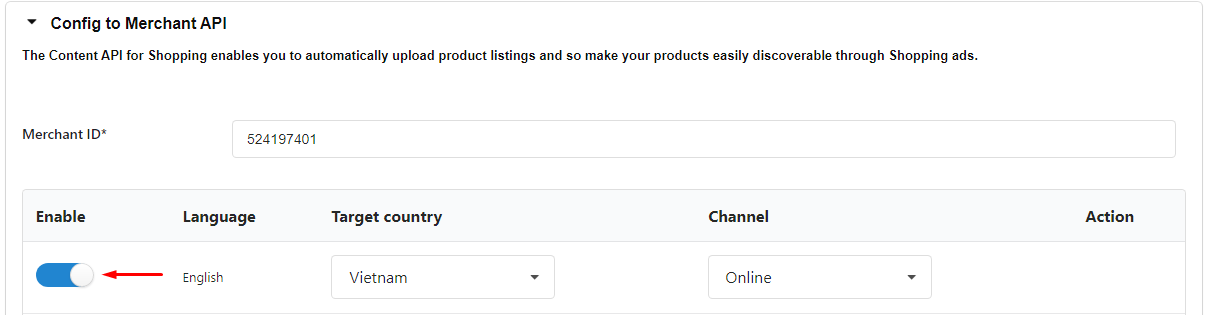 Config to Merchant API
The Content API for Shopping enables you to automatically upload product listings and so make your products easily discoverable through Shopping ads.
Merchant ID*
524197401
Enable Language Target country Channel Action
English Vietnam Online